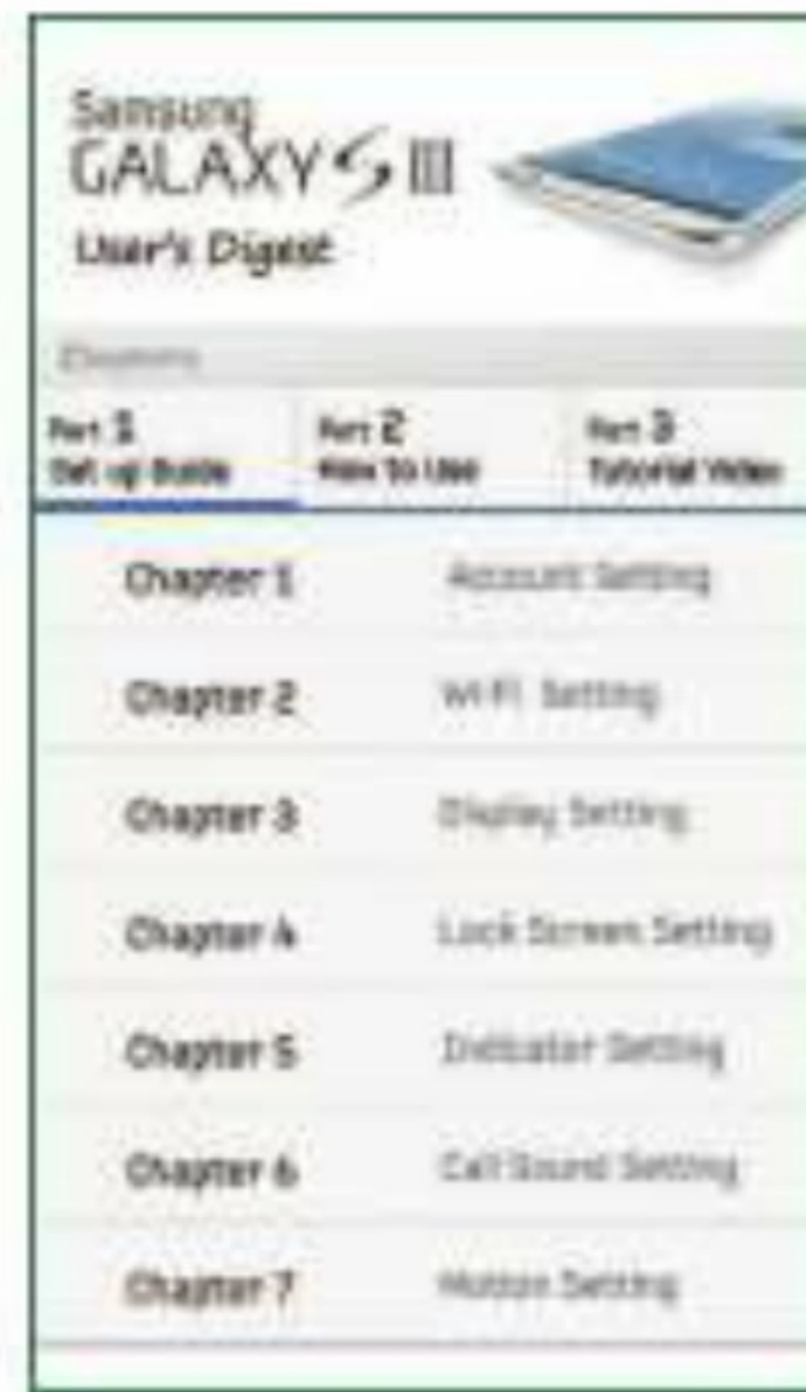 Samsung
GALAXY S III
User's Digest
Chapters
Part 1
Set up Guide
Part 2
How to Use
Part 3
Tutorial Video
Chapter 1 Account Setting
Chapter 2 Wi-Fi Setting
Chapter 3 Display Setting
Chapter 4 Lock Screen Setting
Chapter 5 Indicator Setting
Chapter 6 Call Sound Setting
Chapter 7 Motion Setting